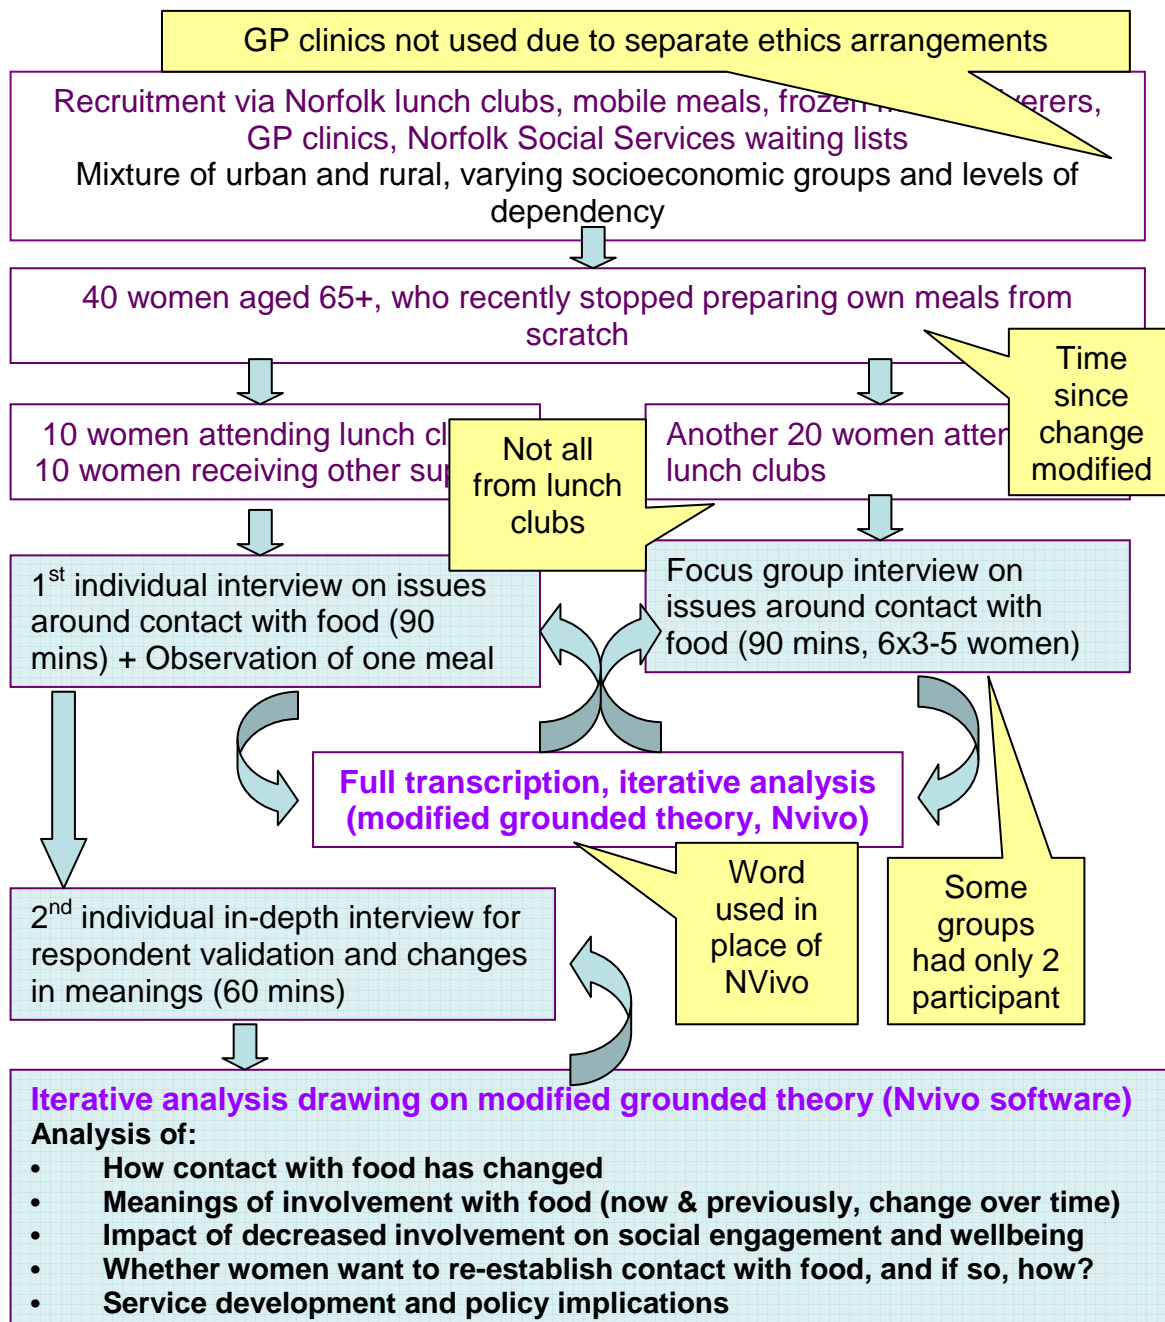 GP clinics not used due to separate ethics arrangements
Recruitment via Norfolk lunch clubs, mobile meals, frozen
GP clinics, Norfolk Social Services waiting lists
Mixture of urban and rural, varying socioeconomic groups and levels of
dependency
40 women aged 65+, who recently stopped preparing own meals from
scratch
Time
since
change
modified
10 women attending lunch
10 women receiving other
Not all
from lunch
clubs
Another 20 women
lunch clubs
1st individual interview on issues
around contact with food (90
mins) + Observation of one meal
Focus group interview on
issues around contact with
food (90 mins, 6x3-5 women)
Full transcription, iterative analysis
(modified grounded theory, Nvivo)
Word
used in
place of
NVivo
Some
groups
had only 2
participant
2nd individual in-depth interview for
respondent validation and changes
in meanings (60 mins)
Iterative analysis drawing on modified grounded theory (Nvivo software)
Analysis of:
• How contact with food has changed
• Meanings of involvement with food (now & previously, change over time)
• Impact of decreased involvement on social engagement and wellbeing
• Whether women want to re-establish contact with food, and if so, how?
• Service development and policy implications